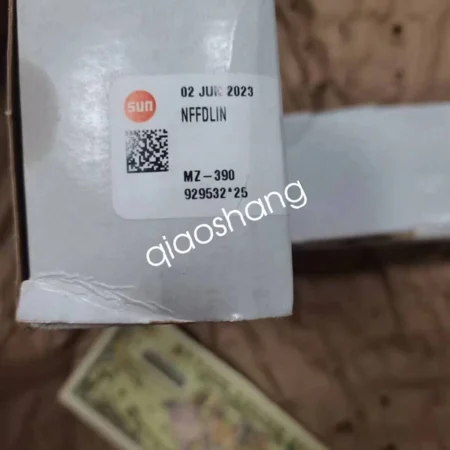 sun
02 JUN 2023
NFFDLIN
MZ-390
929532*25
qiaoshang